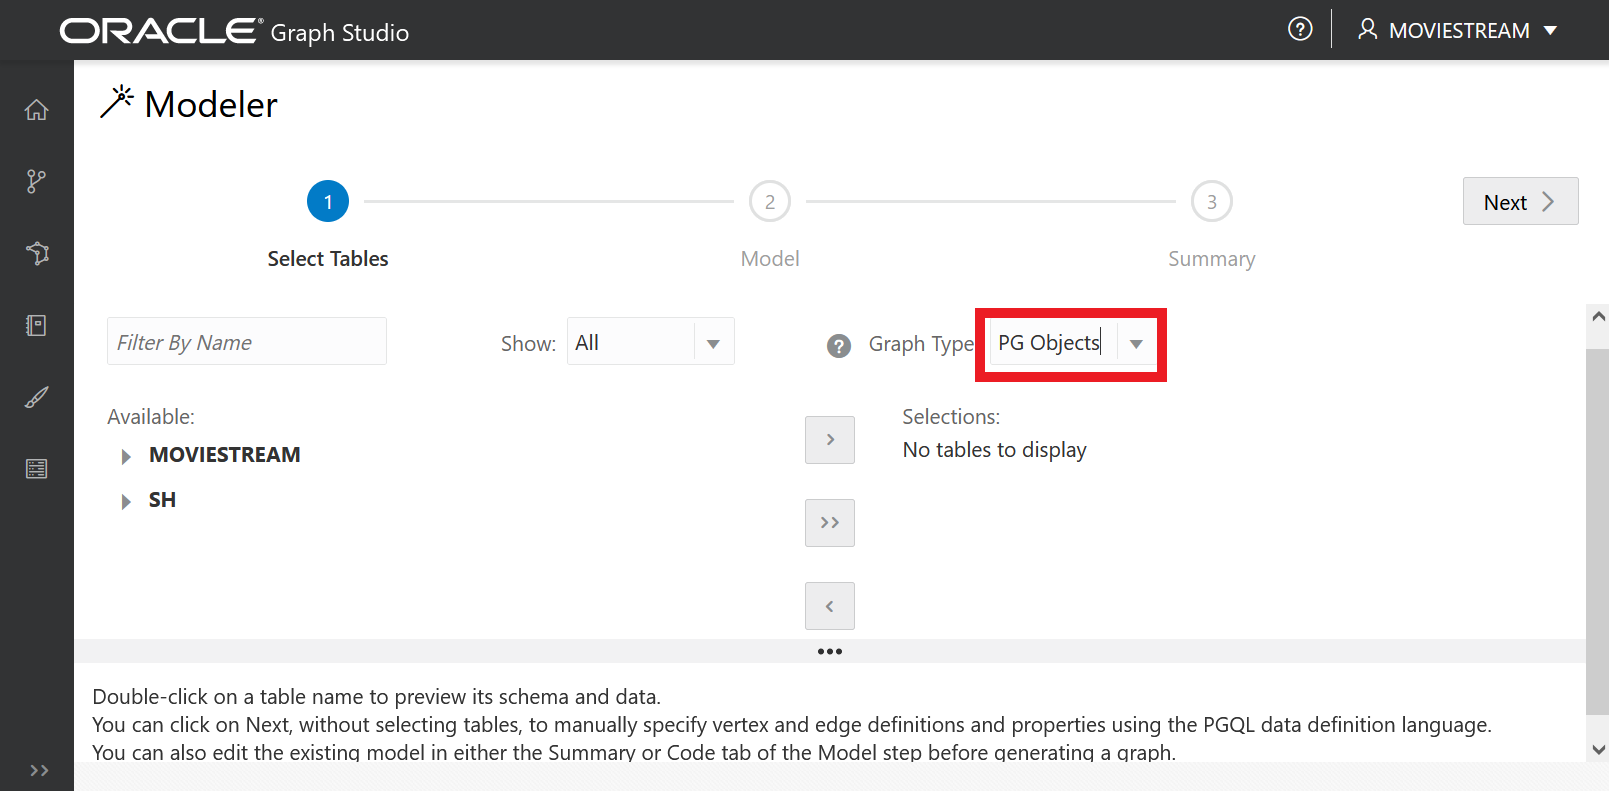 ORACLE® Graph Studio
? MOVIESTREAM
Modeler
1 2 3
Next
Select Tables Model Summary
Filter By Name Show: All ? Graph Type PG Objects
Available: Selections:
MOVIESTREAM No tables to display
SH
Double-click on a table name to preview its schema and data.
You can click on Next, without selecting tables, to manually specify vertex and edge definitions and properties using the PGQL data definition language.
You can also edit the existing model in either the Summary or Code tab of the Model step before generating a graph.